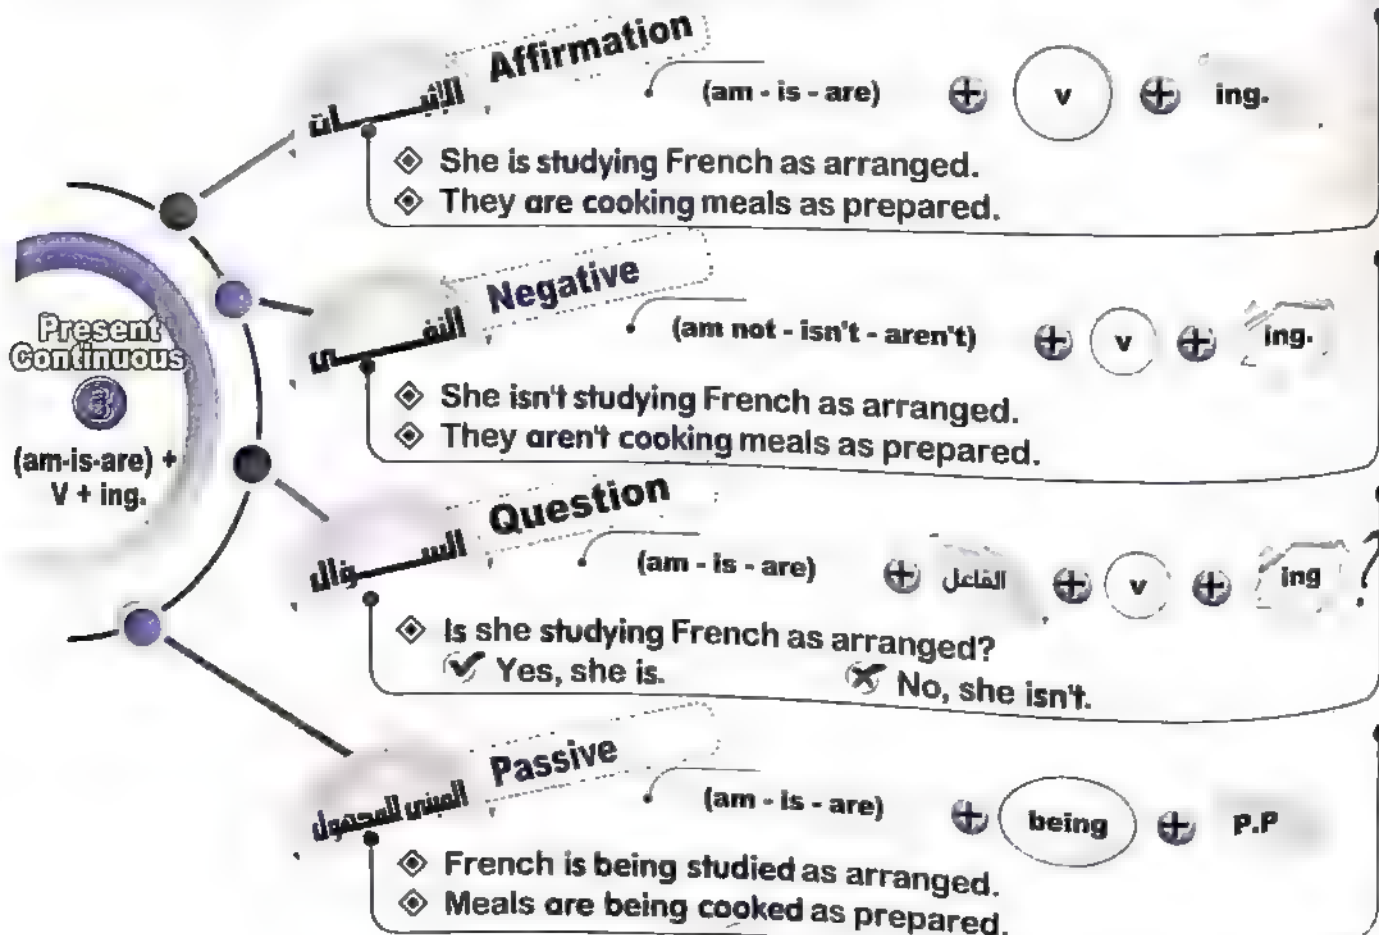 Present
Continuous
3
(am-is-are) +
V + ing.
Affirmation
الإثبـــات
(am - is - are) + v + ing.
She is studying French as arranged.
They are cooking meals as prepared.
Negative
النفـــى
(am not - isn't - aren't) + v + ing.
She isn't studying French as arranged.
They aren't cooking meals as prepared.
Question
الســـؤال
(am - is - are) + الفاعل + v + ing ?
Is she studying French as arranged?
Yes, she is. No, she isn't.
Passive
المبنى للمجهول
(am - is - are) + being + P.P
French is being studied as arranged.
Meals are being cooked as prepared.